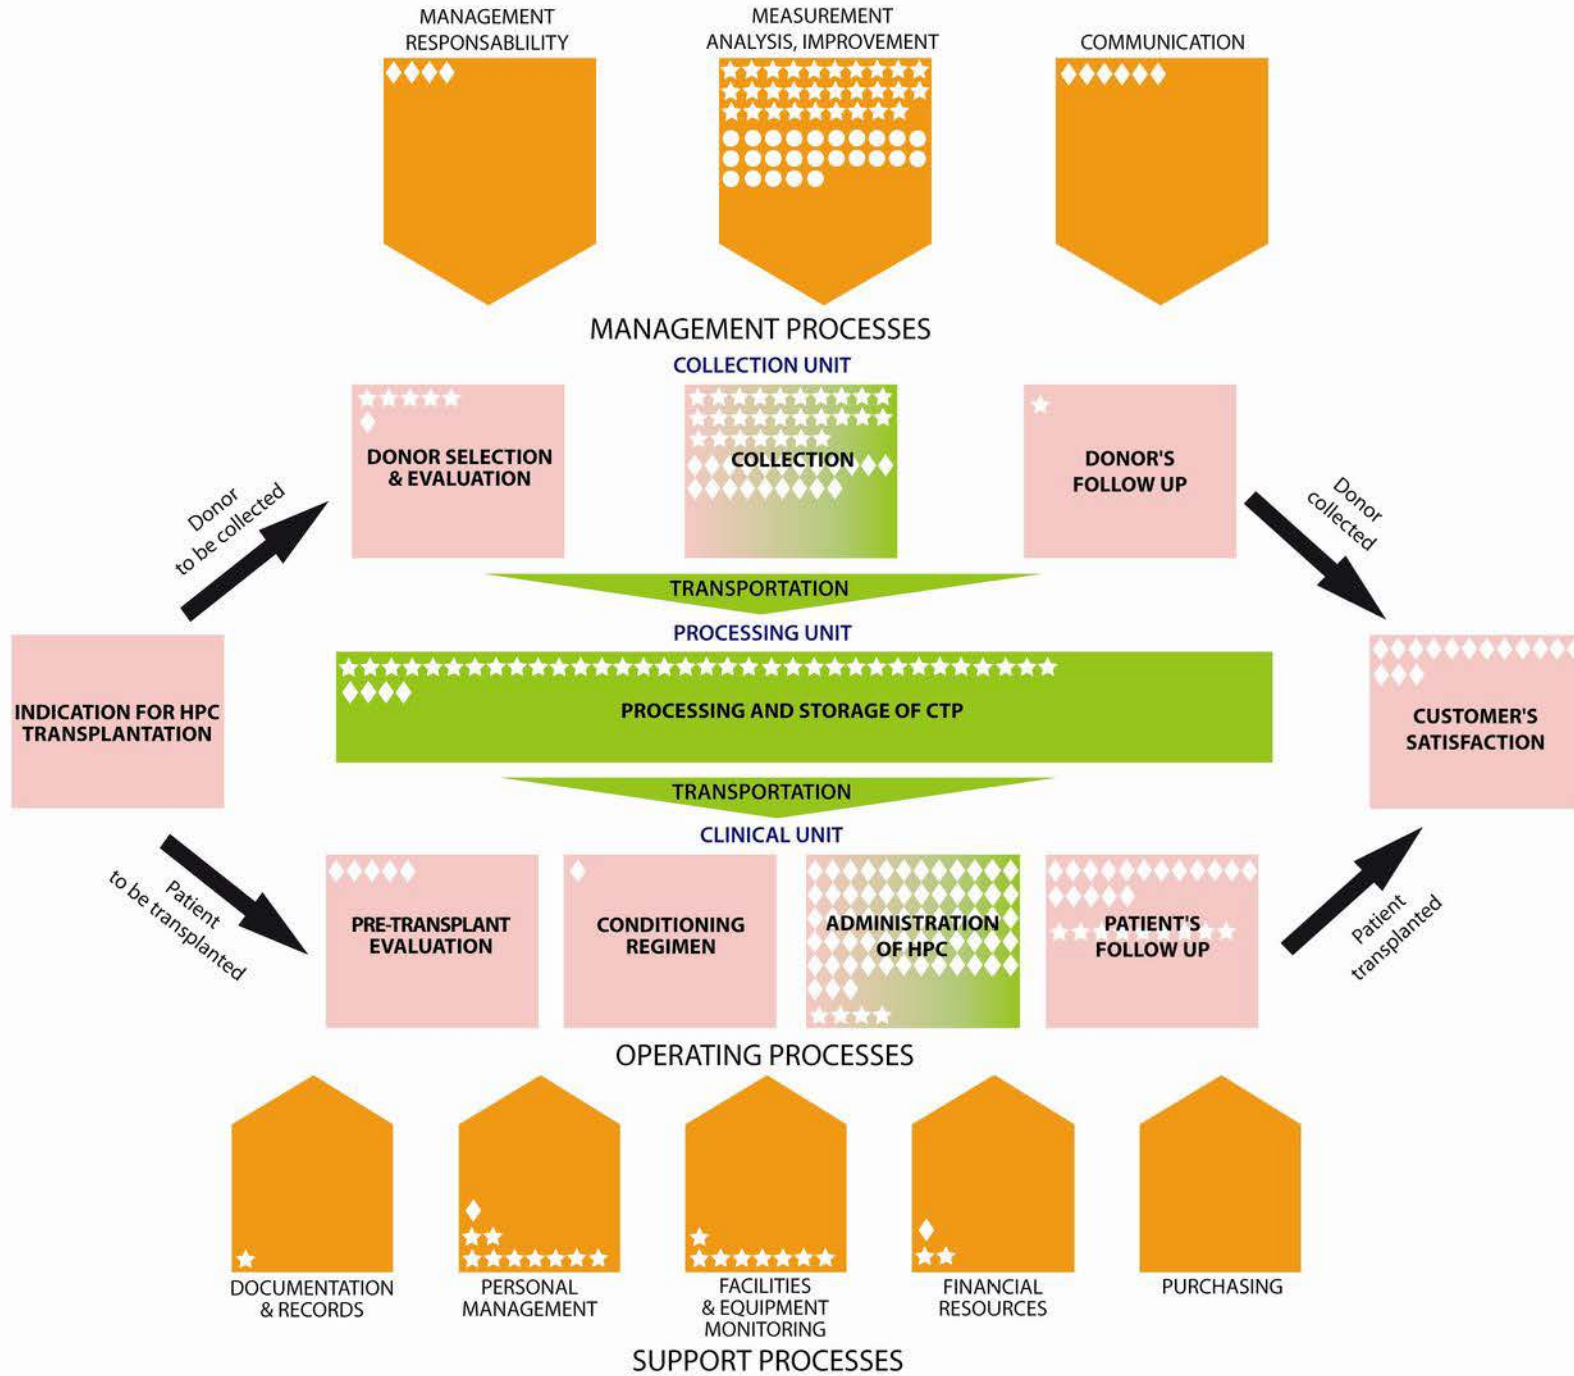 MANAGEMENT
RESPONSABLILITY
MEASUREMENT
ANALYSIS, IMPROVEMENT
COMMUNICATION
MANAGEMENT PROCESSES
COLLECTION UNIT
DONOR SELECTION
& EVALUATION
COLLECTION
DONOR'S
FOLLOW UP
Donor
to be collected
Donor
collected
TRANSPORTATION
PROCESSING UNIT
INDICATION FOR HPC
TRANSPLANTATION
PROCESSING AND STORAGE OF CTP
CUSTOMER'S
SATISFACTION
TRANSPORTATION
CLINICAL UNIT
Patient
to be transplanted
PRE-TRANSPLANT
EVALUATION
CONDITIONING
REGIMEN
ADMINISTRATION
OF HPC
PATIENT'S
FOLLOW UP
Patient
transplanted
OPERATING PROCESSES
DOCUMENTATION
& RECORDS
PERSONAL
MANAGEMENT
FACILITIES
& EQUIPMENT
MONITORING
FINANCIAL
RESOURCES
PURCHASING
SUPPORT PROCESSES